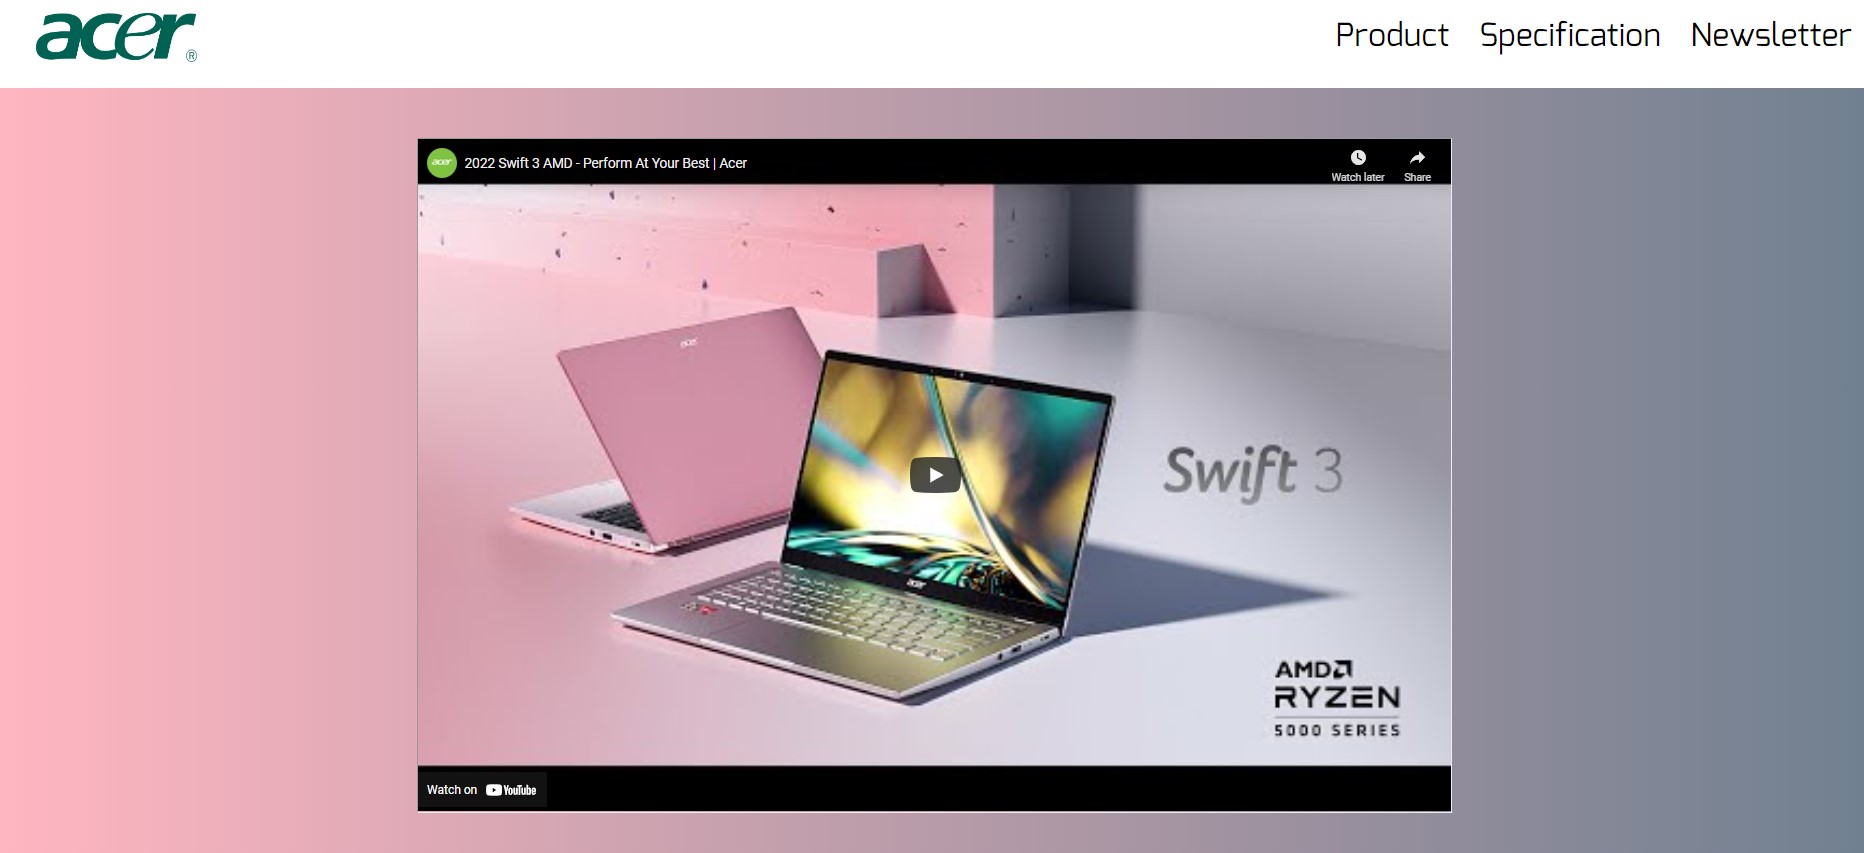 acer®
Product Specification Newsletter
acer
2022 Swift 3 AMD - Perform At Your Best | Acer
Watch later
Share
acer
Swift 3
acer
AMD
RYZEN
5000 SERIES
Watch on YouTube